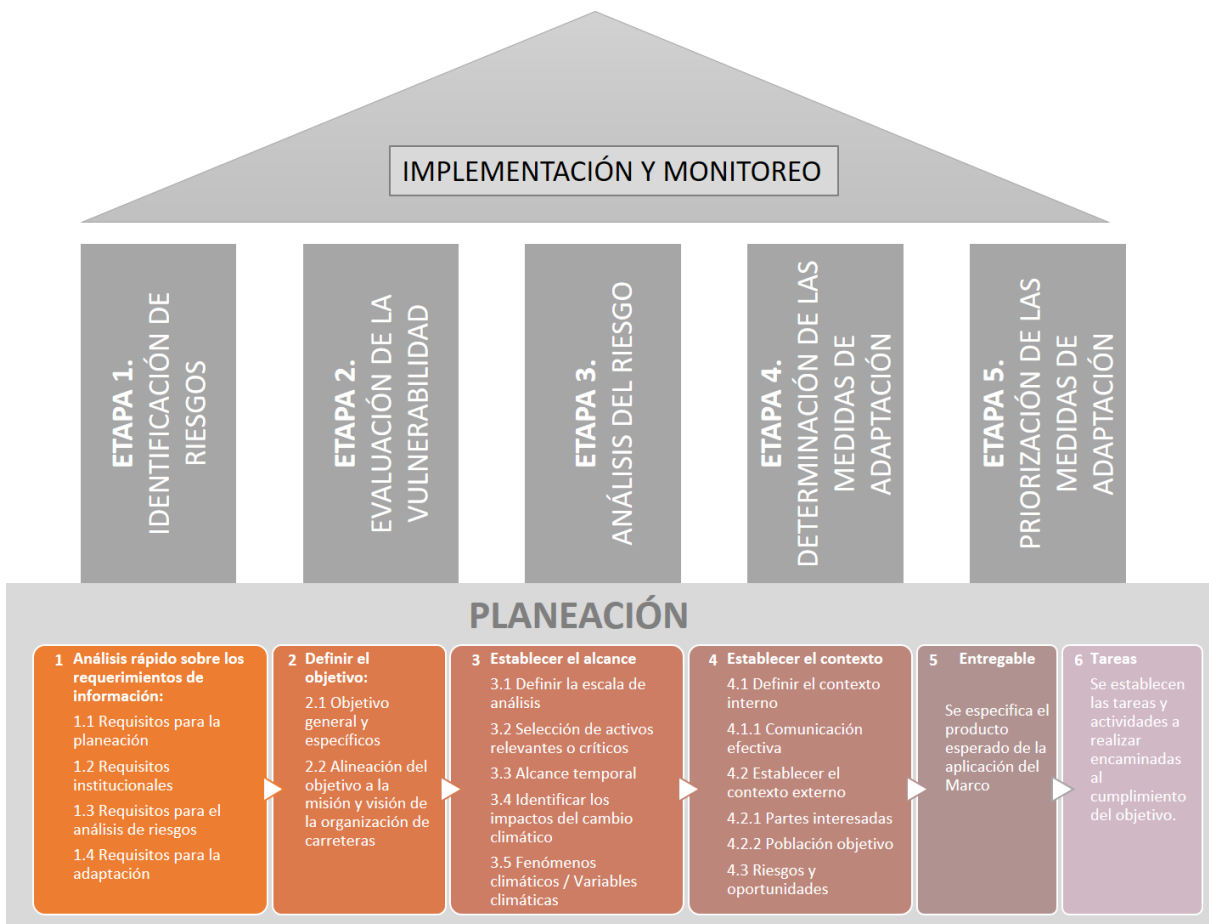 IMPLEMENTACIÓN Y MONITOREO
ETAPA 1.
IDENTIFICACIÓN DE
RIESGOS
ETAPA 2.
EVALUACIÓN DE LA
VULNERABILIDAD
ETAPA 3.
ANÁLISIS DEL RIESGO
ETAPA 4.
DETERMINACIÓN DE LAS
MEDIDAS DE
ADAPTACIÓN
ETAPA 5.
PRIORIZACIÓN DE LAS
MEDIDAS DE
ADAPTACIÓN
PLANEACIÓN
1 Análisis rápido sobre los
requerimientos de
información:
1.1 Requisitos para la
planeación
1.2 Requisitos
institucionales
1.3 Requisitos para el
análisis de riesgos
1.4 Requisitos para la
adaptación
2 Definir el
objetivo:
2.1 Objetivo
general y
específicos
2.2 Alineación del
objetivo a la
misión y visión de
la organización de
carreteras
3 Establecer el alcance
3.1 Definir la escala de
análisis
3.2 Selección de activos
relevantes o críticos
3.3 Alcance temporal
3.4 Identificar los
impactos del cambio
climático
3.5 Fenómenos
climáticos / Variables
climáticas
4 Establecer el contexto
4.1 Definir el contexto
interno
4.1.1 Comunicación
efectiva
4.2 Establecer el
contexto externo
4.2.1 Partes interesadas
4.2.2 Población objetivo
4.3 Riesgos y
oportunidades
5 Entregable
Se especifica el
producto
esperado de la
aplicación del
Marco
6 Tareas
Se establecen
las tareas y
actividades a
realizar
encaminadas
al
cumplimiento
del objetivo.